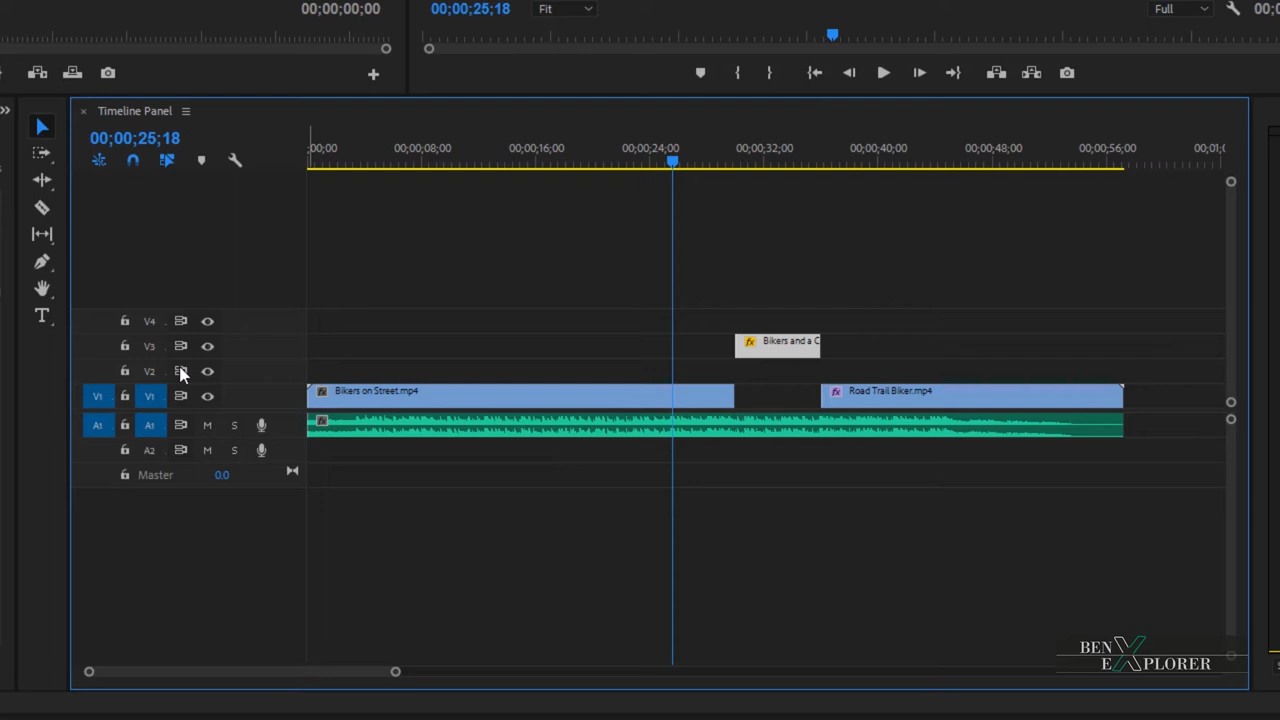 00;00;00;00
00;00;25;18
Fit
Full
Timeline Panel
00;00;25;18
;00;00
00;00;08;00
00;00;16;00
00;00;24;00
00;00;32;00
00;00;40;00
00;00;48;00
00;00;56;00
V4
V3
Bikers and a C
V2
V1
V1
Bikers on Street.mp4
Road Trail Biker.mp4
fx
fx
fx
A1
A1
M
S
fx
A2
M
S
Master
0.0
BEN
EXPLORER